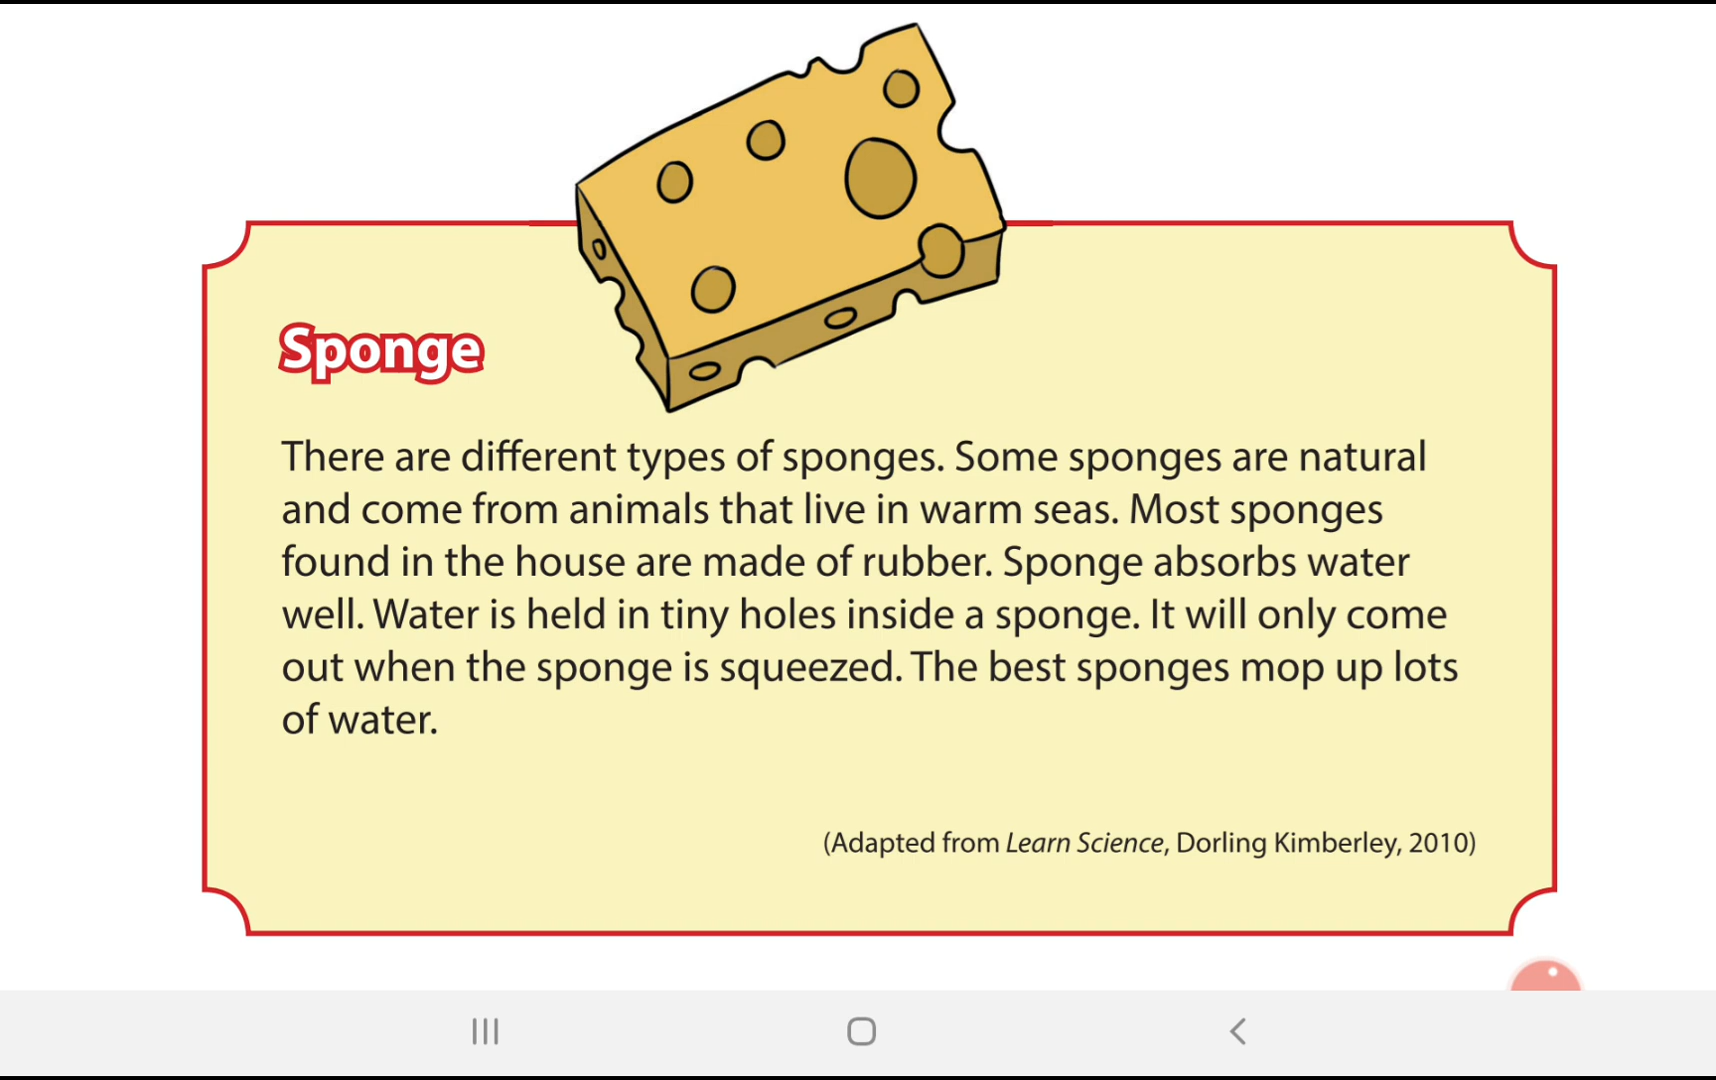 Sponge
There are different types of sponges. Some sponges are natural
and come from animals that live in warm seas. Most sponges
found in the house are made of rubber. Sponge absorbs water
well. Water is held in tiny holes inside a sponge. It will only come
out when the sponge is squeezed. The best sponges mop up lots
of water.
(Adapted from Learn Science, Dorling Kimberley, 2010)